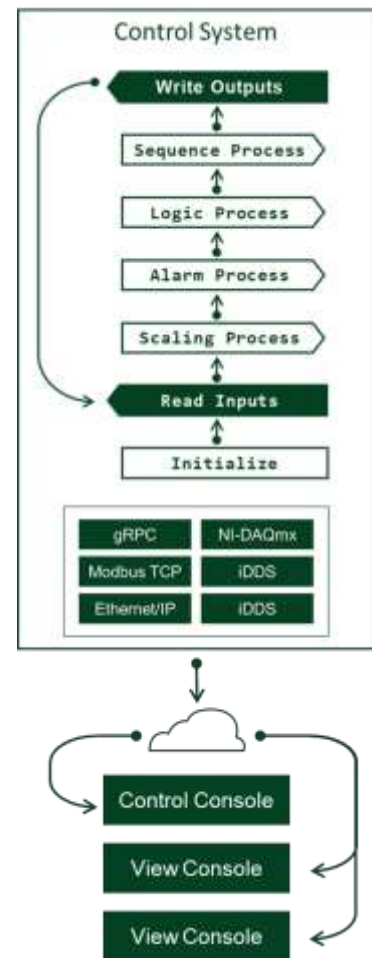 Control System
Write Outputs
Sequence Process
Logic Process
Alarm Process
Scaling Process
Read Inputs
Initialize
gRPC
NI-DAQmx
Modbus TCP
iDDS
Ethernet/IP
iDDS
Control Console
View Console
View Console